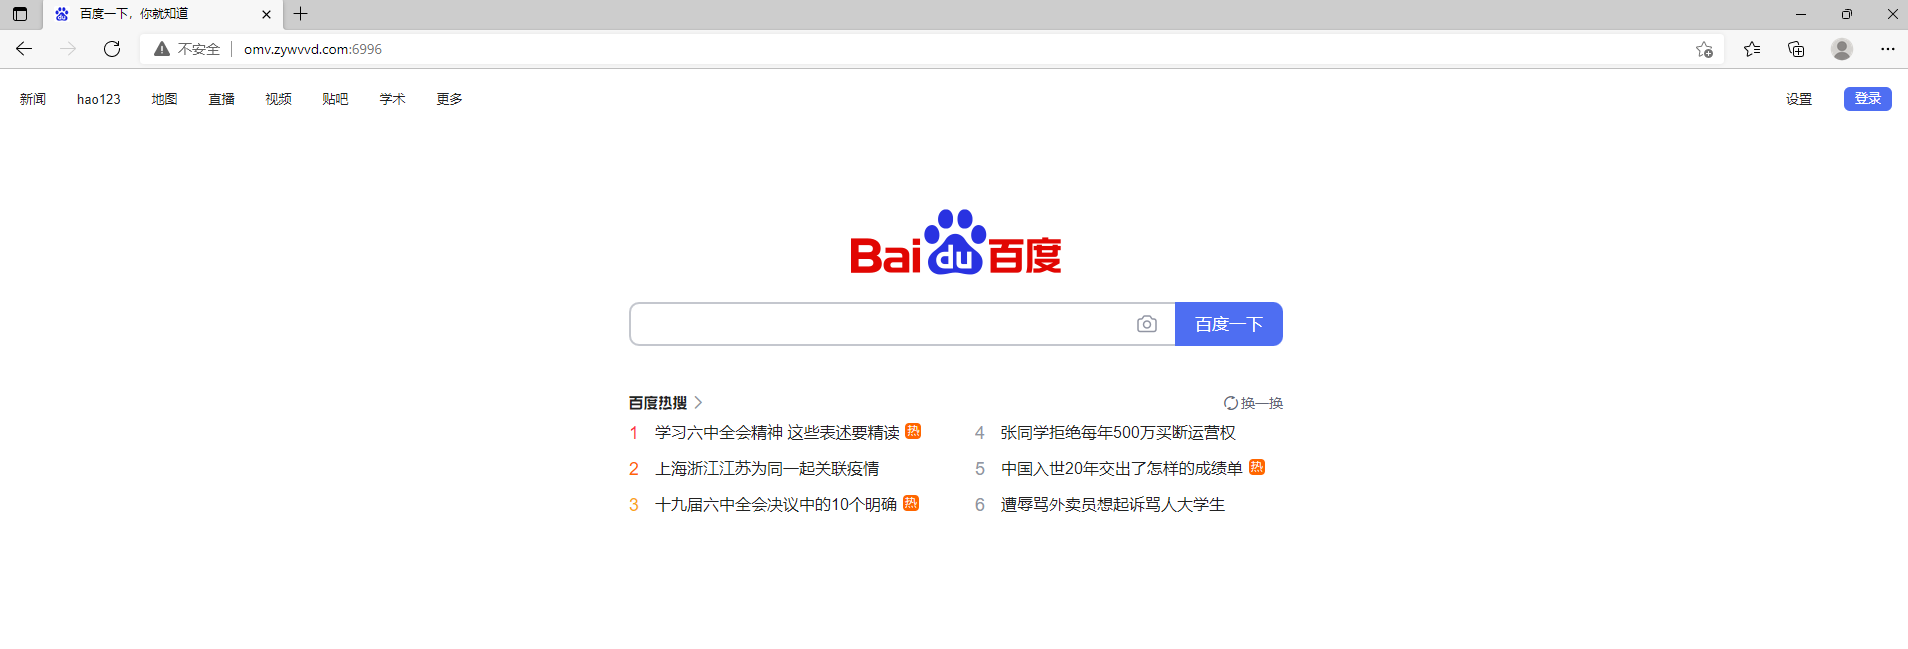 百度一下，你就知道
不安全 omv.zywvvd.com:6996
新闻 hao123 地图 直播 视频 贴吧 学术 更多 设置 登录
Bai du 百度
百度一下
百度热搜 换一换
1 学习六中全会精神 这些表述要精读 热
2 上海浙江江苏为同一起关联疫情
3 十九届六中全会决议中的10个明确 热
4 张同学拒绝每年500万买断运营权
5 中国入世20年交出了怎样的成绩单 热
6 遭辱骂外卖员想起诉骂人大学生